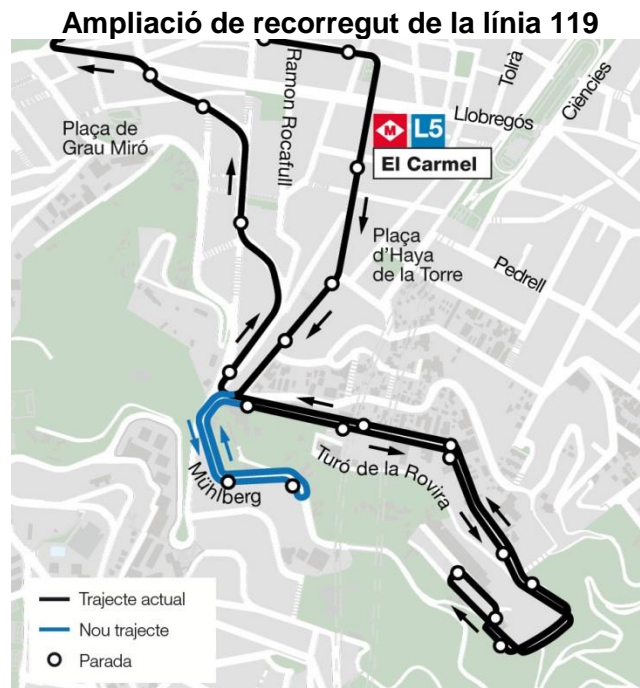 Ampliació de recorregut de la línia 119
Ramon Rocafull
Tolrà
Ciències
Llobregós
Plaça de
Grau Miró
M L5
El Carmel
Plaça
d'Haya
de la Torre
Pedrell
Turó de la Rovira
Mühlberg
Trajecte actual
Nou trajecte
Parada